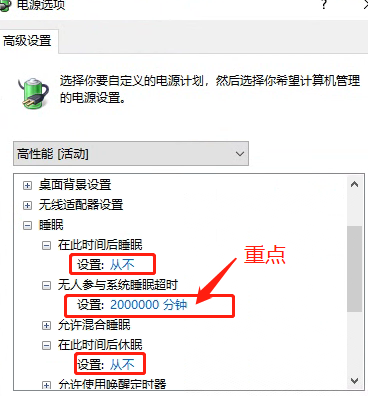 电源选项
?
高级设置
选择你要自定义的电源计划，然后选择你希望计算机管理
的电源设置。
高性能 [活动]
桌面背景设置
无线适配器设置
睡眠
在此时间后睡眠
设置: 从不
重点
无人参与系统睡眠超时
设置: 2000000 分钟
允许混合睡眠
在此时间后休眠
设置: 从不
允许使用唤醒定时器